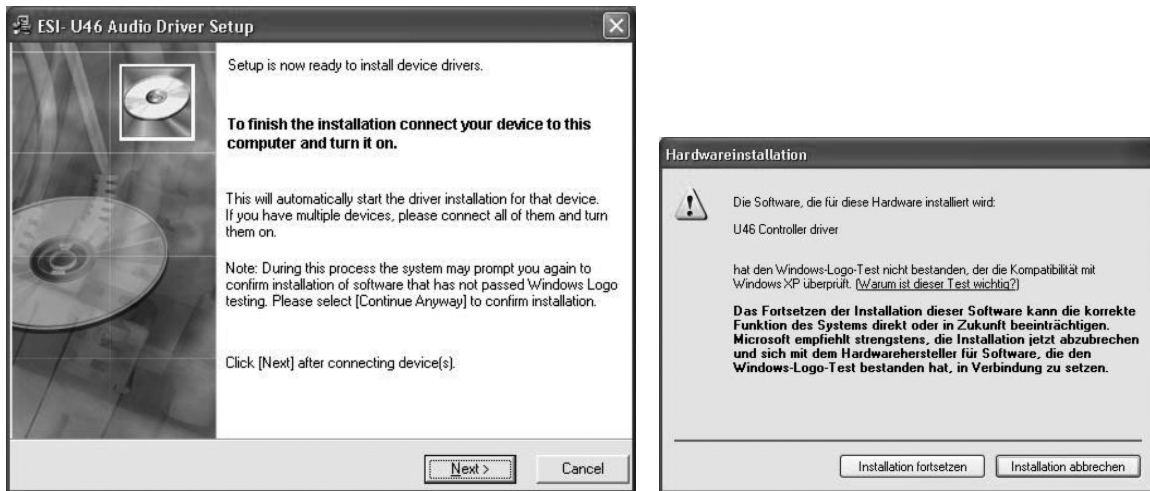 ESI- U46 Audio Driver Setup
Setup is now ready to install device drivers.
To finish the installation connect your device to this
computer and turn it on.
This will automatically start the driver installation for that device.
If you have multiple devices, please connect all of them and turn
them on.
Note: During this process the system may prompt you again to
confirm installation of software that has not passed Windows Logo
testing. Please select [Continue Anyway] to confirm installation.
Click [Next] after connecting device(s).
Next >
Cancel
Hardwareinstallation
Die Software, die für diese Hardware installiert wird:
U46 Controller driver
hat den Windows-Logo-Test nicht bestanden, der die Kompatibilität mit
Windows XP überprüft. (Warum ist dieser Test wichtig?)
Das Fortsetzen der Installation dieser Software kann die korrekte
Funktion des Systems direkt oder in Zukunft beeinträchtigen.
Microsoft empfiehlt strengstens, die Installation jetzt abzubrechen
und sich mit dem Hardwarehersteller für Software, die den
Windows-Logo-Test bestanden hat, in Verbindung zu setzen.
Installation fortsetzen
Installation abbrechen